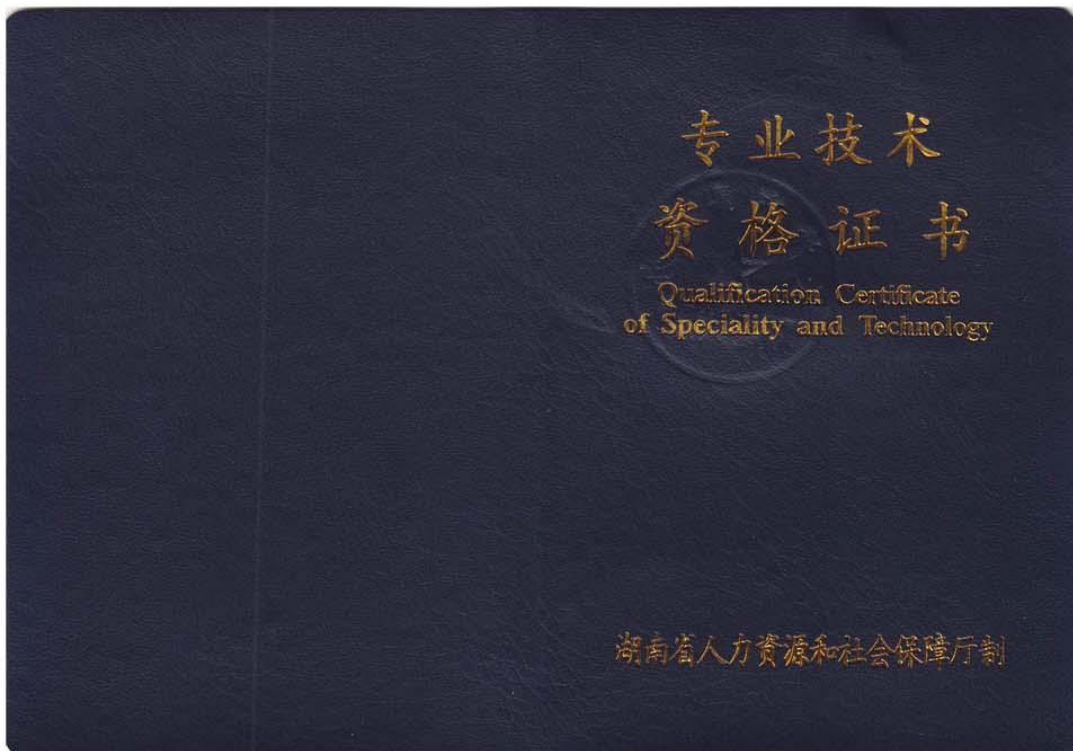 专业技术
资格证书
Qualification Certificate
of Speciality and Technology
湖南省人力资源和社会保障厅制